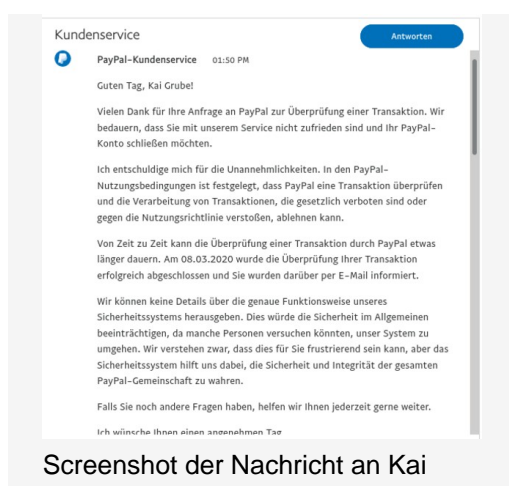 Kundenservice
Antworten
PayPal-Kundenservice 01:50 PM
Guten Tag, Kai Grube!
Vielen Dank für Ihre Anfrage an PayPal zur Überprüfung einer Transaktion. Wir
bedauern, dass Sie mit unserem Service nicht zufrieden sind und Ihr PayPal-
Konto schließen möchten.
Ich entschuldige mich für die Unannehmlichkeiten. In den PayPal-
Nutzungsbedingungen ist festgelegt, dass PayPal eine Transaktion überprüfen
und die Verarbeitung von Transaktionen, die gesetzlich verboten sind oder
gegen die Nutzungsrichtlinie verstoßen, ablehnen kann.
Von Zeit zu Zeit kann die Überprüfung einer Transaktion durch PayPal etwas
länger dauern. Am 08.03.2020 wurde die Überprüfung Ihrer Transaktion
erfolgreich abgeschlossen und Sie wurden darüber per E-Mail informiert.
Wir können keine Details über die genaue Funktionsweise unseres
Sicherheitssystems herausgeben. Dies würde die Sicherheit im Allgemeinen
beeinträchtigen, da manche Personen versuchen könnten, unser System zu
umgehen. Wir verstehen zwar, dass dies für Sie frustrierend sein kann, aber das
Sicherheitssystem hilft uns dabei, die Sicherheit und Integrität der gesamten
PayPal-Gemeinschaft zu wahren.
Falls Sie noch andere Fragen haben, helfen wir Ihnen jederzeit gerne weiter.
Ich wünsche Ihnen einen angenehmen Tag
Screenshot der Nachricht an Kai